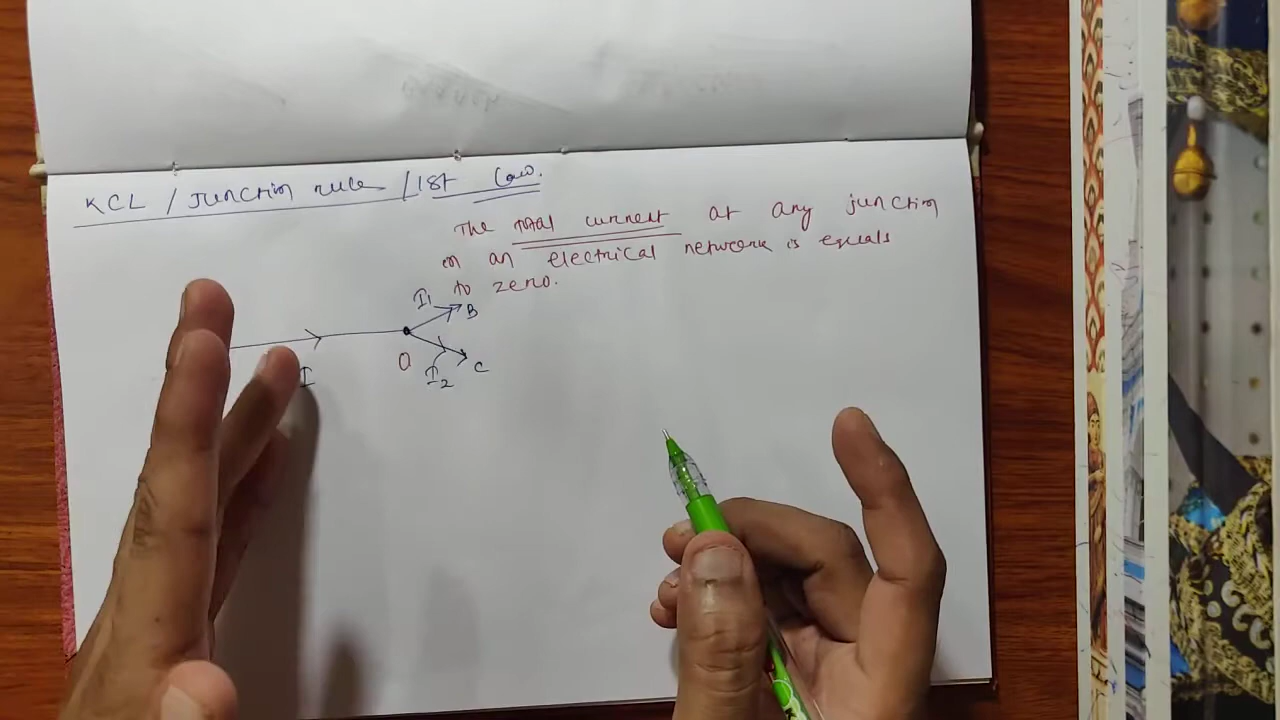 KCL / Junction rule / 1st Law.
The total current at any junction
in an electrical network is equals
to zero.
I1
B
I
O
I2
C